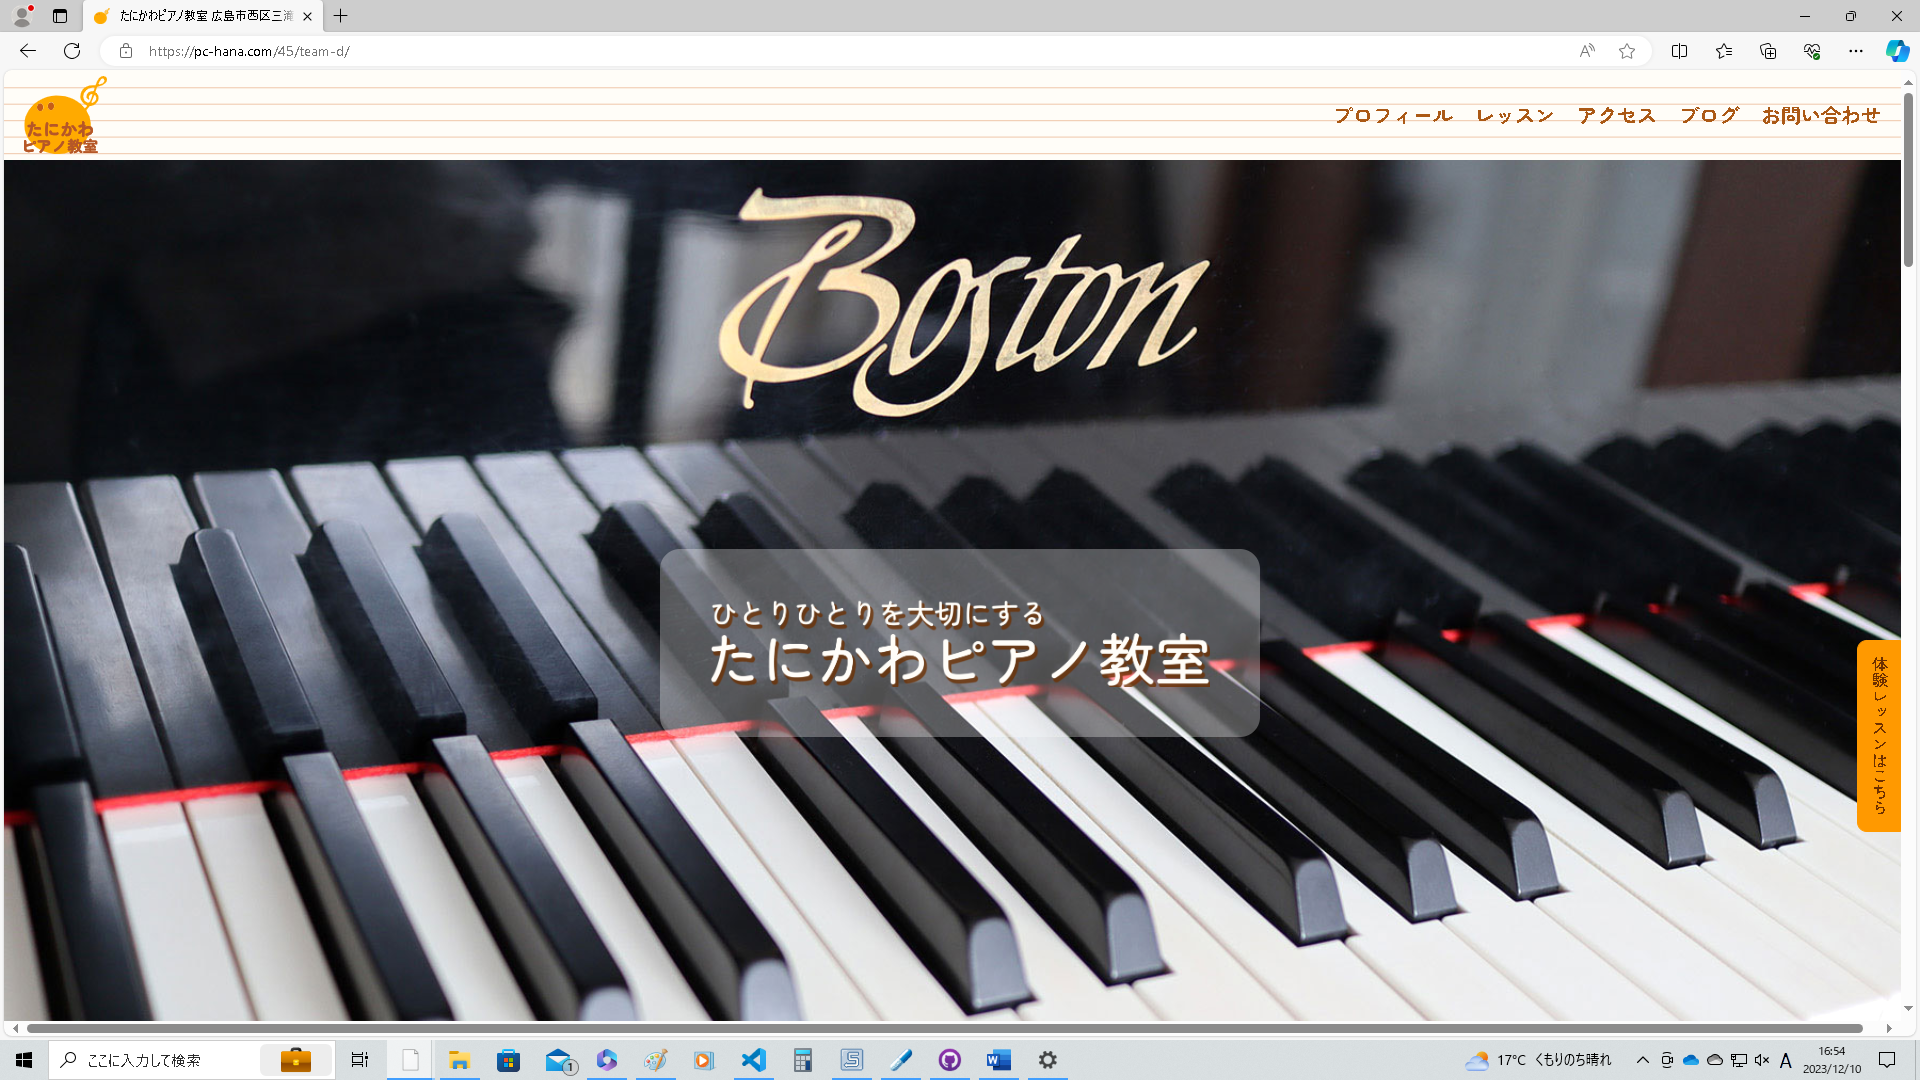 たにかわピアノ教室 広島市西区三滝
https://pc-hana.com/45/team-d/
たにかわ
ピアノ教室
プロフィール レッスン アクセス ブログ お問い合わせ
Boston
ひとりひとりを大切にする
たにかわピアノ教室
体験レッスンはこちら
ここに入力して検索
1
17°C くもりのち晴れ
A
16:54
2023/12/10